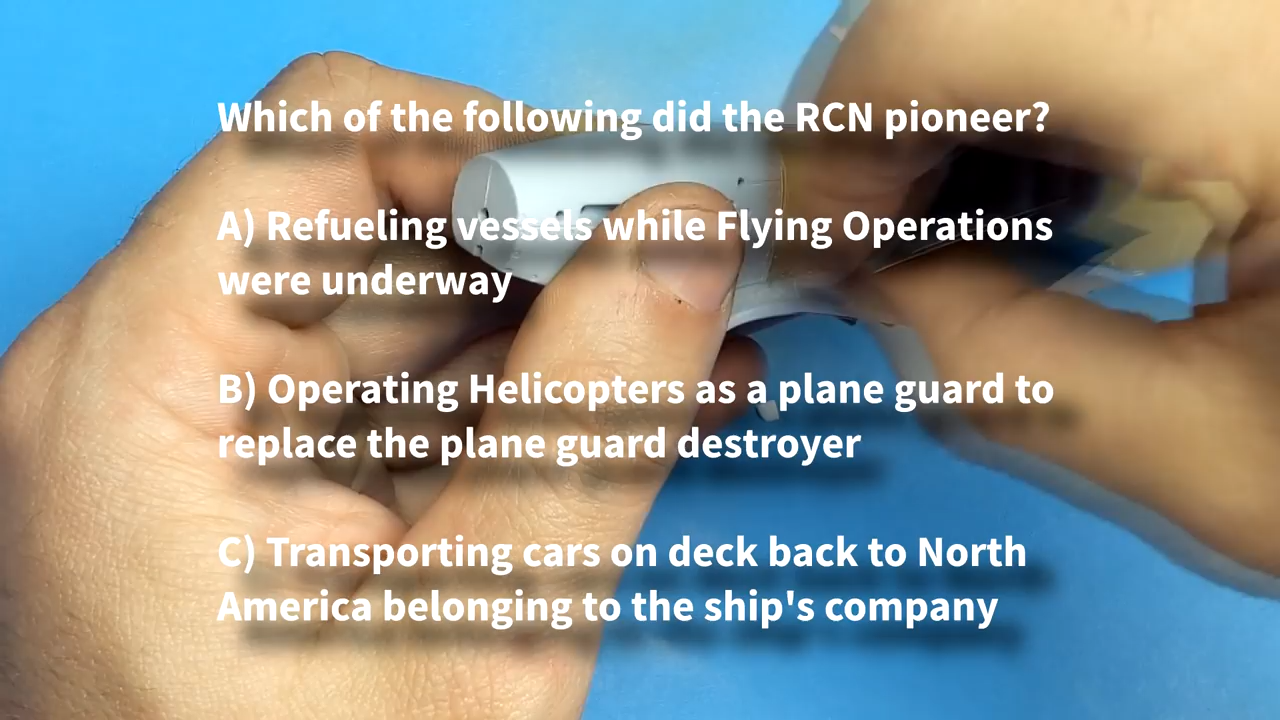 Which of the following did the RCN pioneer?
A) Refueling vessels while Flying Operations
were underway
B) Operating Helicopters as a plane guard to
replace the plane guard destroyer
C) Transporting cars on deck back to North
America belonging to the ship's company